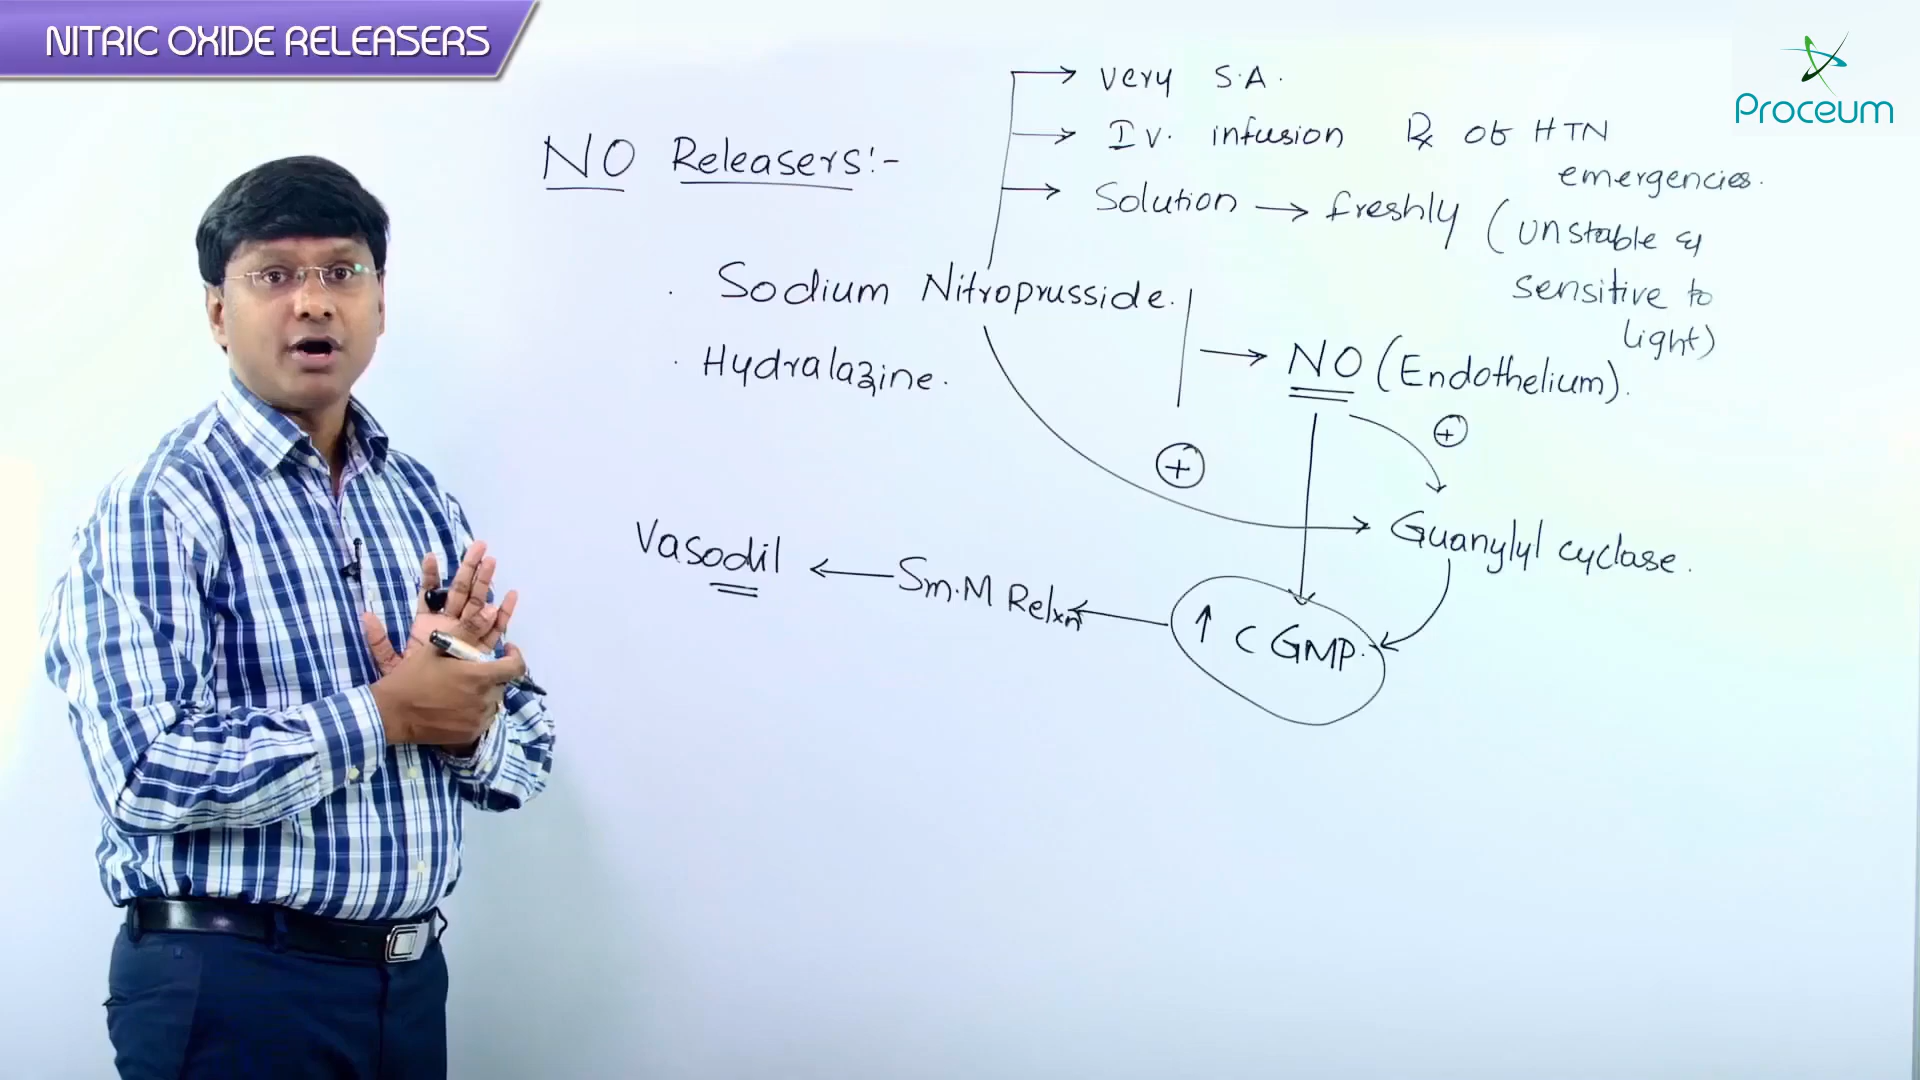 NITRIC OXIDE RELEASERS
Proceum
NO Releasers:-
→ Very S.A.
→ I.v. infusion Rx of HTN
emergencies.
→ Solution → freshly (unstable &
sensitive to
light)
. Sodium Nitroprusside.
. Hydralazine.
→ NO (Endothelium).
+
+
→ Guanylyl cyclase.
Vasodil ← Sm.M Relxn ← ↑ cGMP.